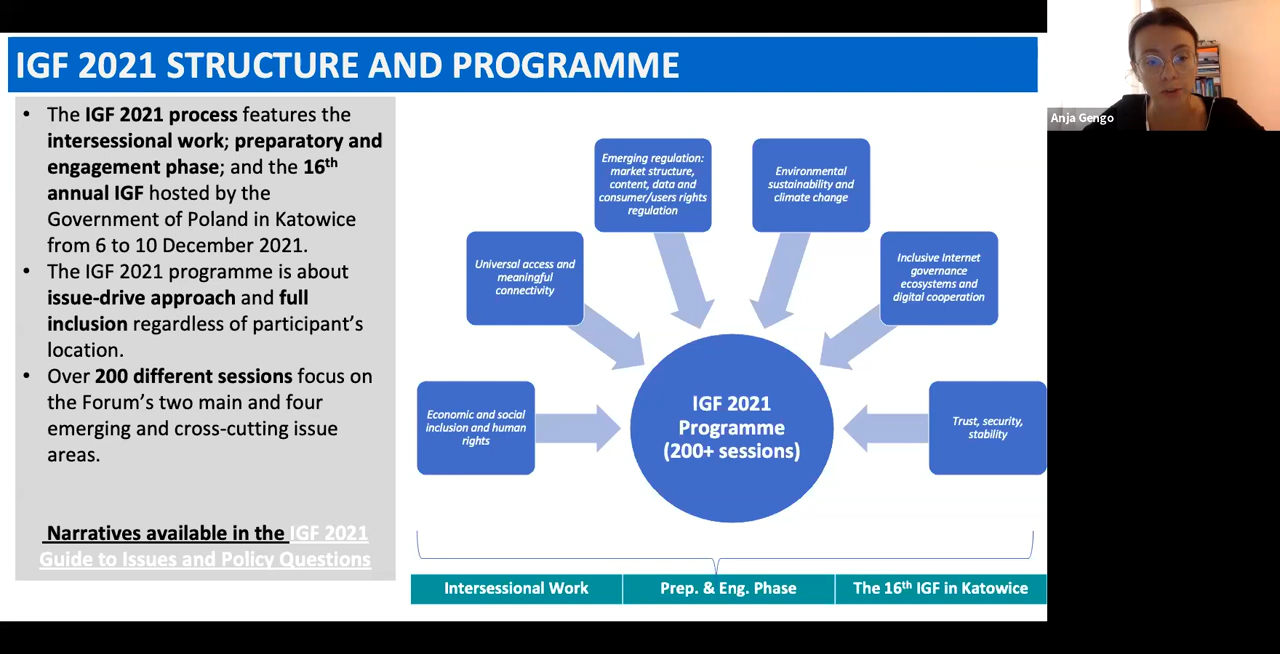 IGF 2021 STRUCTURE AND PROGRAMME
• The IGF 2021 process features the
intersessional work; preparatory and
engagement phase; and the 16th
annual IGF hosted by the
Government of Poland in Katowice
from 6 to 10 December 2021.
• The IGF 2021 programme is about
issue-drive approach and full
inclusion regardless of participant's
location.
• Over 200 different sessions focus on
the Forum's two main and four
emerging and cross-cutting issue
areas.
Narratives available in the IGF 2021
Guide to Issues and Policy Questions
Economic and social
inclusion and human
rights
Universal access and
meaningful
connectivity
Emerging regulation:
market structure,
content, data and
consumer/users rights
regulation
Environmental
sustainability and
climate change
Inclusive Internet
governance
ecosystems and
digital cooperation
Trust, security,
stability
IGF 2021
Programme
(200+ sessions)
Intersessional Work
Prep. & Eng. Phase
The 16th IGF in Katowice
Anja Gengo